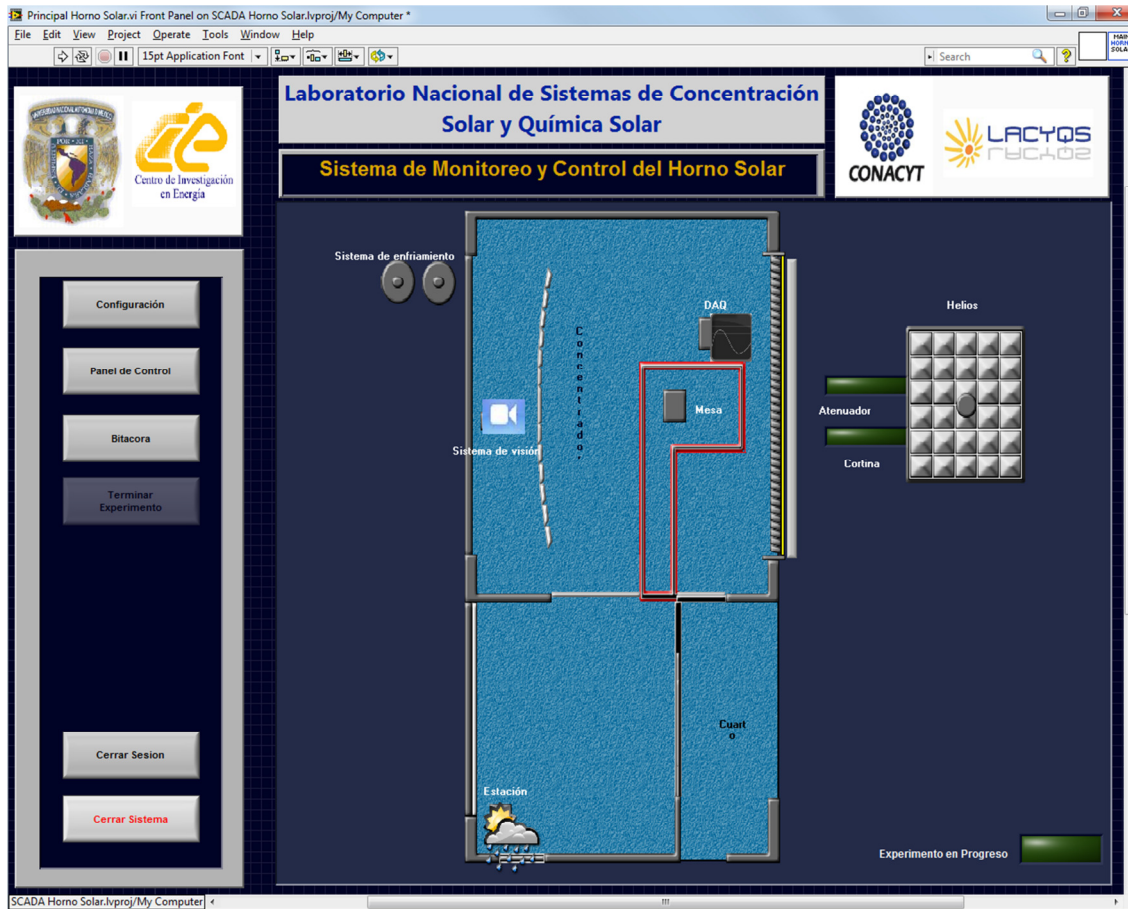 Principal Horno Solar.vi Front Panel on SCADA Horno Solar.lvproj/My Computer *
File Edit View Project Operate Tools Window Help
15pt Application Font
Search
MAIN
HORNO
SOLAR
Centro de Investigación
en Energía
Laboratorio Nacional de Sistemas de Concentración
Solar y Química Solar
Sistema de Monitoreo y Control del Horno Solar
CONACYT
LACYQS
Configuración
Panel de Control
Bitacora
Terminar
Experimento
Cerrar Sesion
Cerrar Sistema
Sistema de enfriamiento
Concentrador
DAQ
Mesa
Sistema de visión
Helios
Atenuador
Cortina
Cuart
o
Estación
Experimento en Progreso
SCADA Horno Solar.lvproj/My Computer